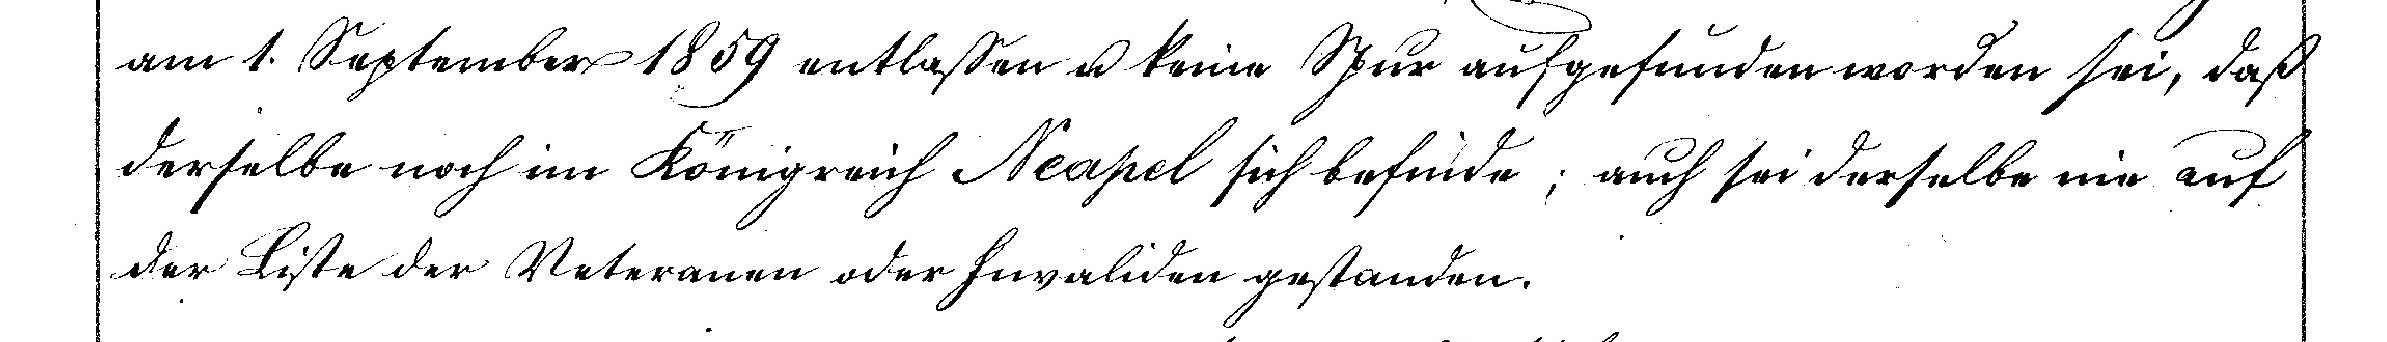 am 1. September 1859 entlaßen u keine Spur aufgefunden worden sei, daß
derselbe noch im Königreich Neapel sich befinde; auch sei derselbe nie auf
der Liste der Veteranen oder Invaliden gestanden.